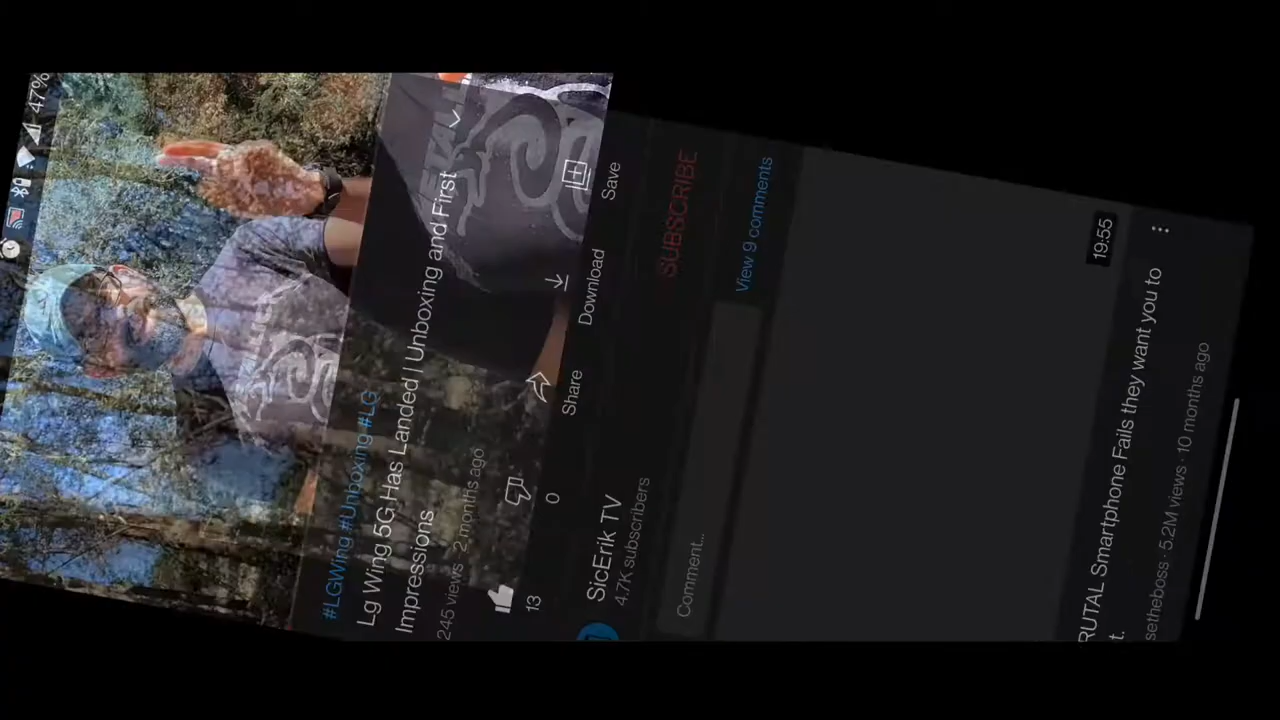 47%
#LGWing #Unboxing #LG
Lg Wing 5G Has Landed | Unboxing and First
Impressions
245 views · 2 months ago
13
0
Share
Download
Save
SicErik TV
4.7K subscribers
SUBSCRIBE
Comment...
View 9 comments
19:55
RUTAL Smartphone Fails they want you to
t.
setheboss · 5.2M views · 10 months ago